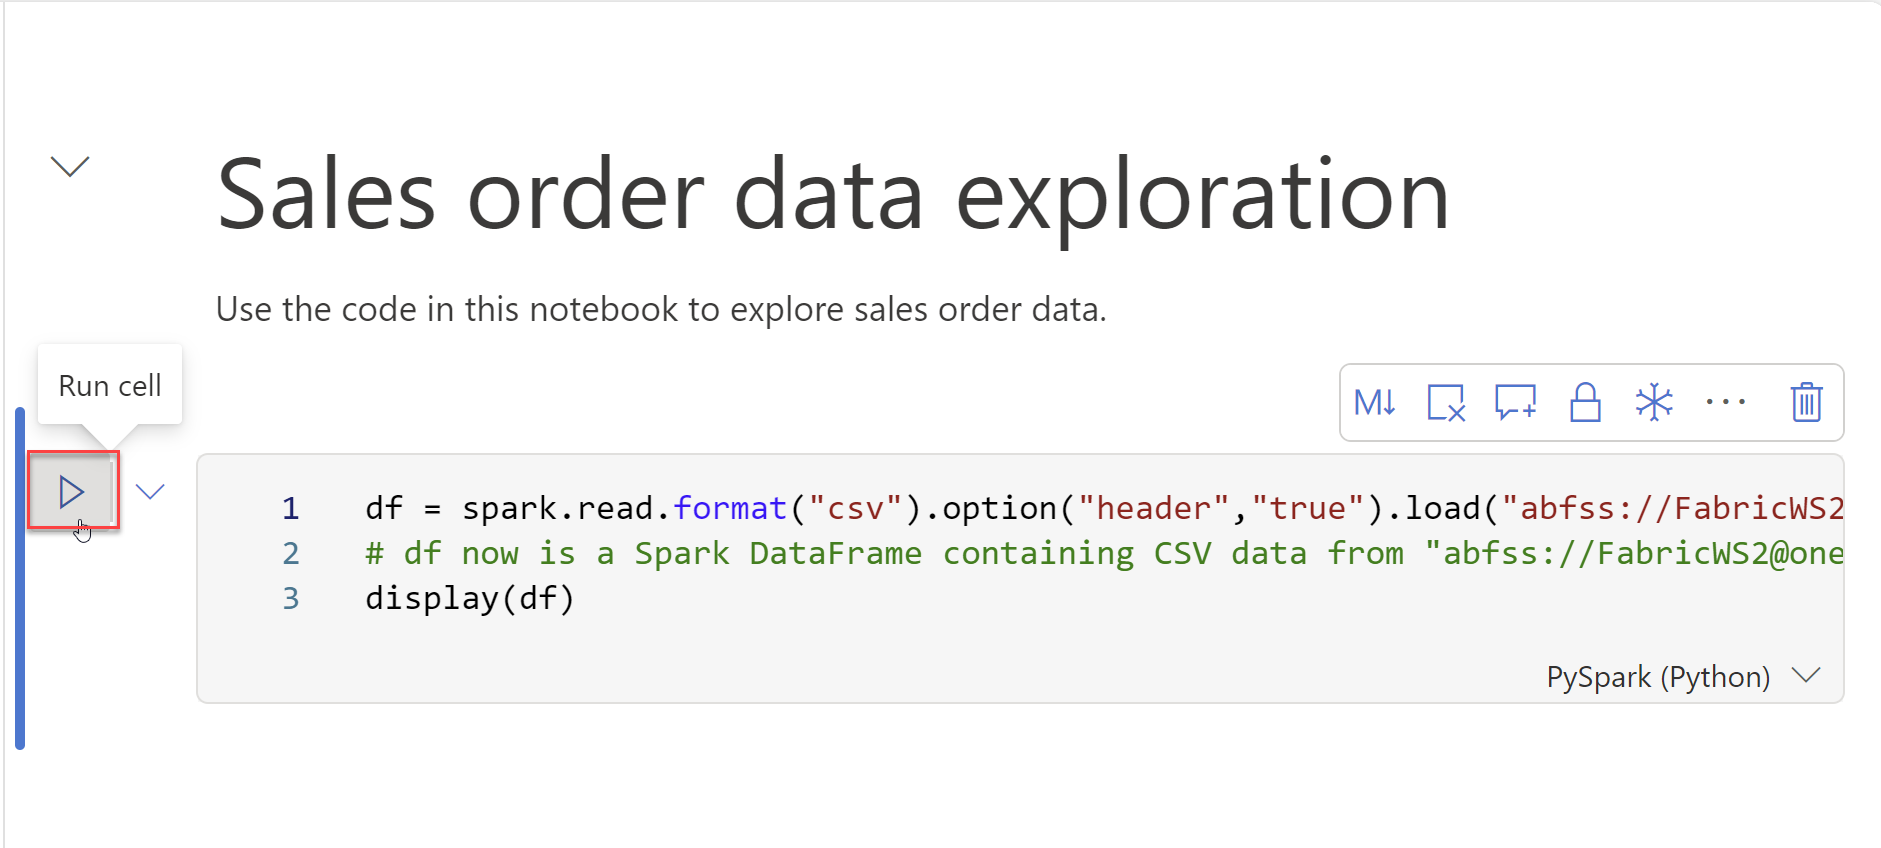 Sales order data exploration
Use the code in this notebook to explore sales order data.
Run cell
M↓
1 df = spark.read.format("csv").option("header","true").load("abfss://FabricWS2
2 # df now is a Spark DataFrame containing CSV data from "abfss://FabricWS2@one
3 display(df)
PySpark (Python)